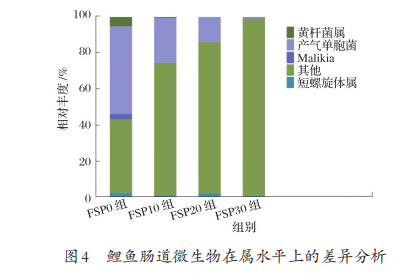 100
80
60
40
20
0
相对丰度/%
黄杆菌属
产气单胞菌
Malikia
其他
短螺旋体属
FSP0 组
FSP10 组
FSP20 组
FSP30 组
组别
图4 鲤鱼肠道微生物在属水平上的差异分析